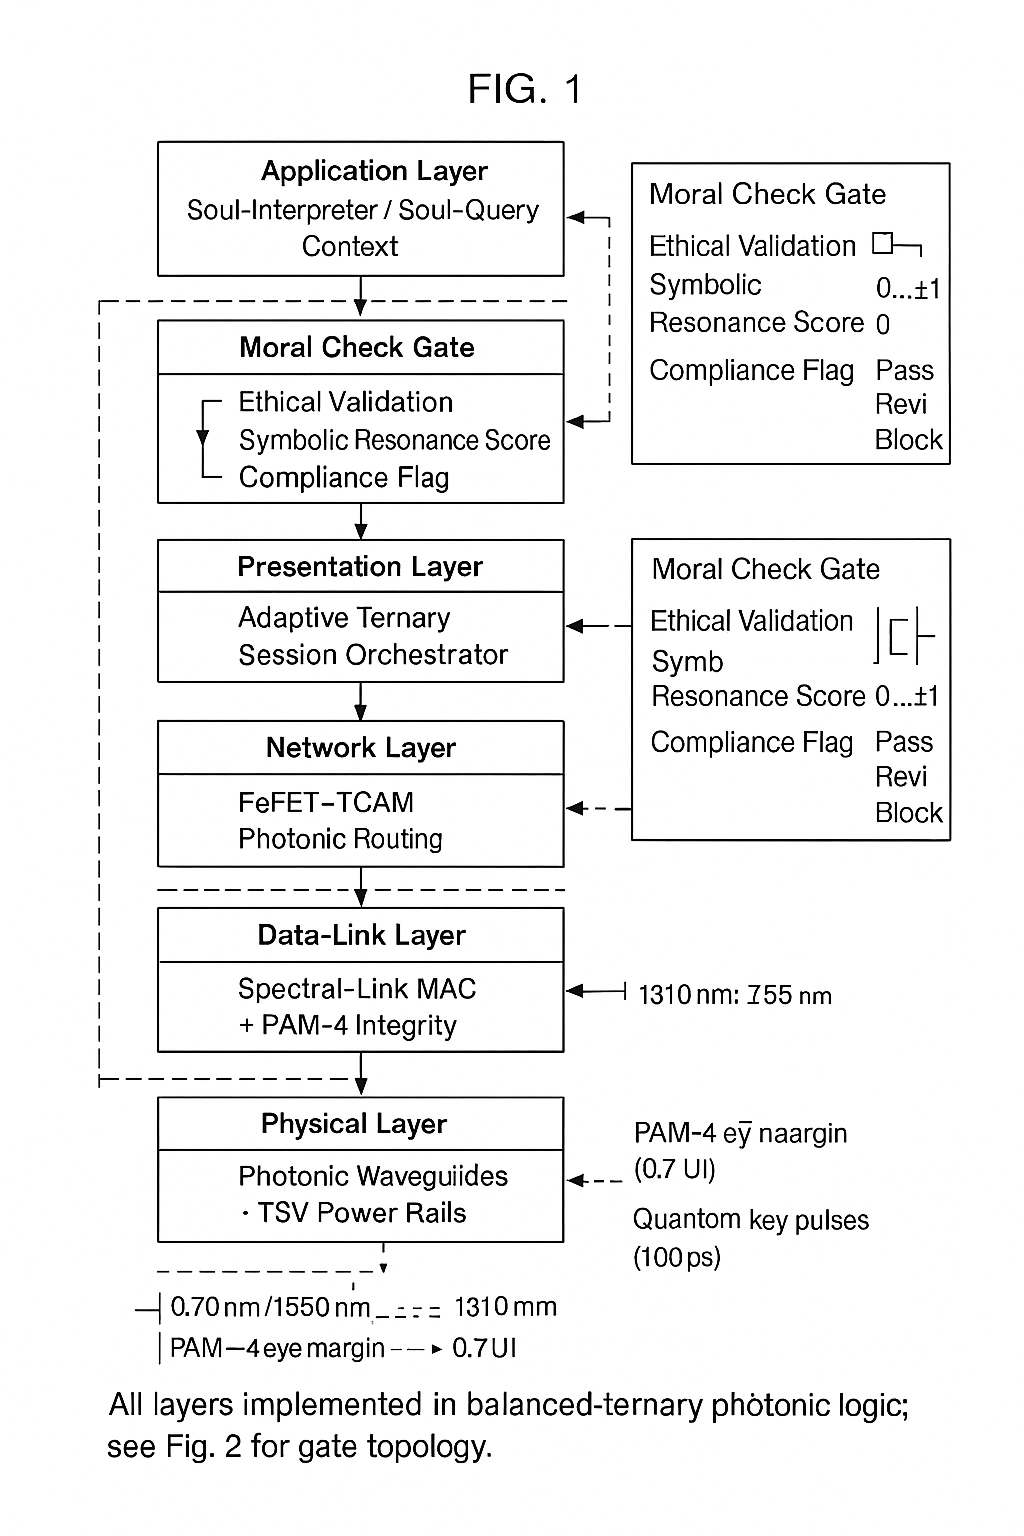 FIG. 1
Application Layer
Soul-Interpreter / Soul-Query
Context
Moral Check Gate
Ethical Validation
Symbolic Resonance Score
Compliance Flag
Presentation Layer
Adaptive Ternary
Session Orchestrator
Network Layer
FeFET-TCAM
Photonic Routing
Data-Link Layer
Spectral-Link MAC
+ PAM-4 Integrity
Physical Layer
Photonic Waveguiides
· TSV Power Rails
Moral Check Gate
Ethical Validation
Symbolic 0...±1
Resonance Score 0
Compliance Flag Pass
Revi
Block
Moral Check Gate
Ethical Validation
Symb
Resonance Score 0...±1
Compliance Flag Pass
Revi
Block
1310 nm: 755 nm
PAM-4 ey̅ naargin
(0.7 UI)
Quantom key pulses
(100 ps)
0.70 nm/1550 nm 1310 mm
PAM–4 eye margin 0.7 UI
All layers implemented in balanced-ternary phȯtonic logic;
see Fig. 2 for gate topology.